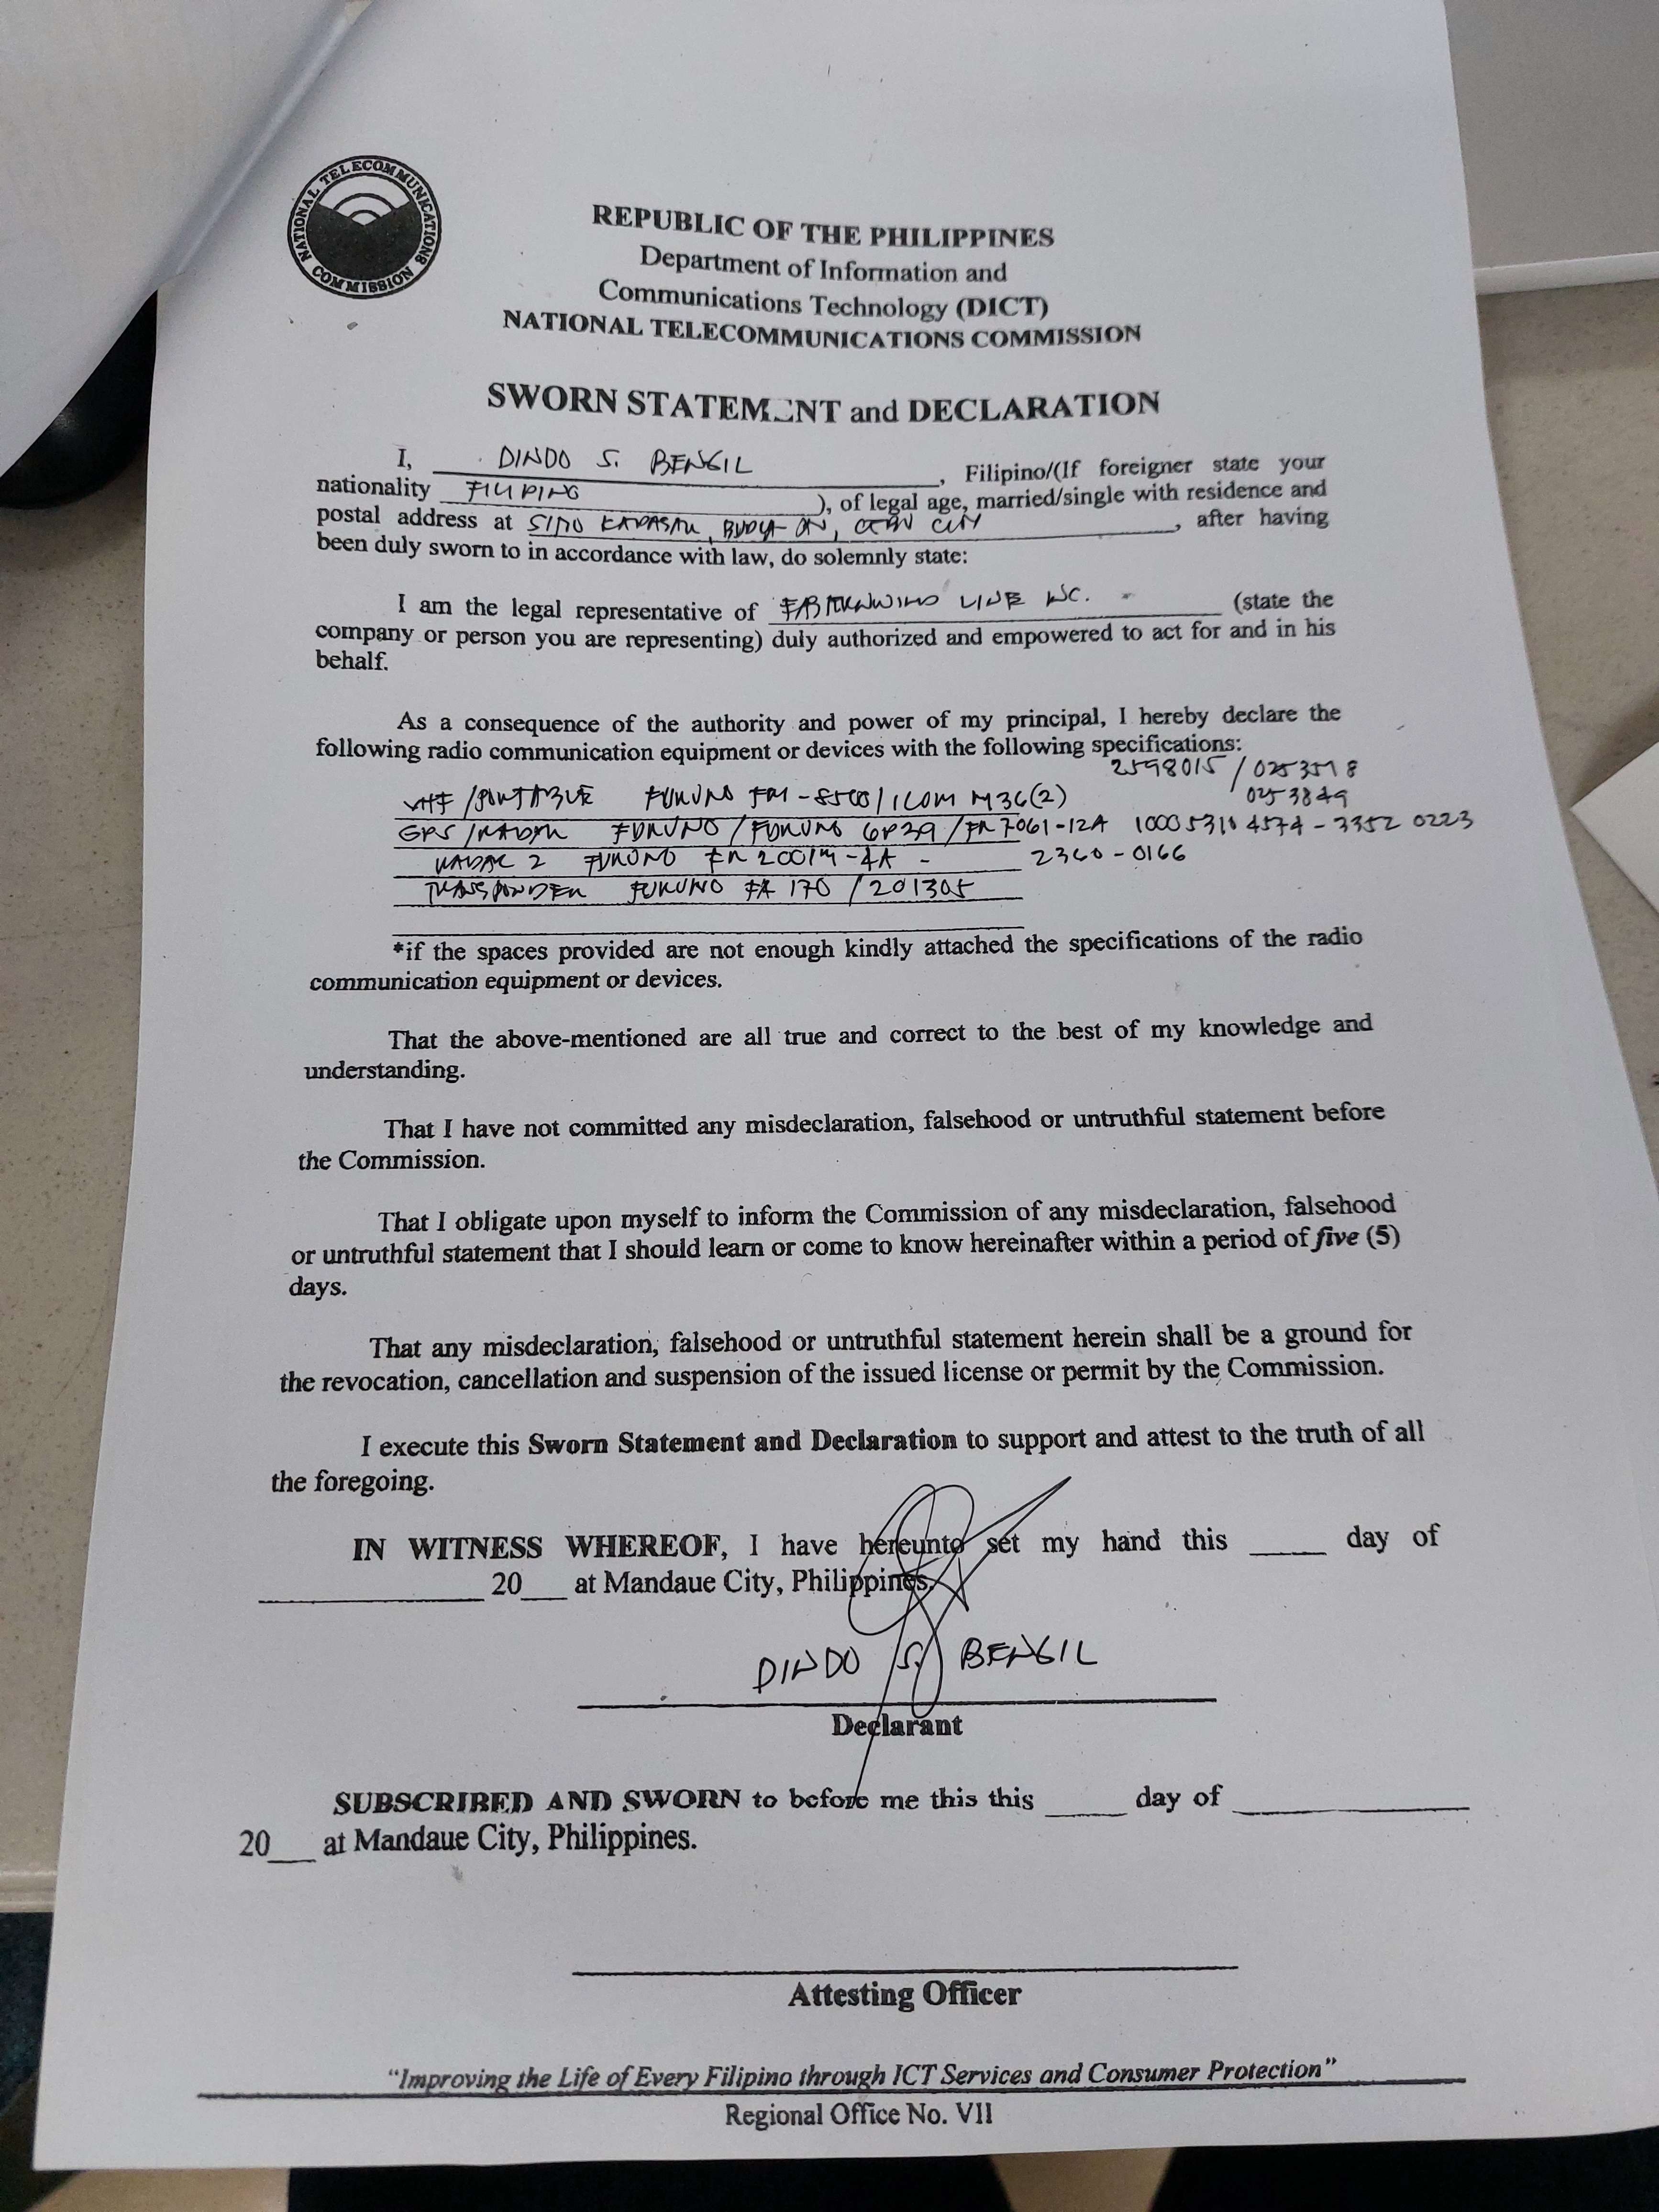 NATIONAL TELECOMMUNICATIONS COMMISSION
REPUBLIC OF THE PHILIPPINES
Department of Information and
Communications Technology (DICT)
NATIONAL TELECOMMUNICATIONS COMMISSION
SWORN STATEMENT and DECLARATION
I, DINDO S. BENSIL, Filipino/(If foreigner state your
nationality FILIPINO), of legal age, married/single with residence and
postal address at CEBU CITY, after having
been duly sworn to in accordance with law, do solemnly state:
I am the legal representative of LINE INC. (state the
company or person you are representing) duly authorized and empowered to act for and in his
behalf.
As a consequence of the authority and power of my principal, I hereby declare the
following radio communication equipment or devices with the following specifications:
2598015 / 0253518
VHF / PORTABLE FURUNO FM-8500 / ICOM M36(2) 0253849
GPS / RADAR FURUNO / FURUNO GP39 / FR7061-12A 10005310 4574 - 3352 0223
RADAR 2 FURUNO - 2360-0166
TRANSPONDER FURUNO FA 170 / 201305
*if the spaces provided are not enough kindly attached the specifications of the radio
communication equipment or devices.
That the above-mentioned are all true and correct to the best of my knowledge and
understanding.
That I have not committed any misdeclaration, falsehood or untruthful statement before
the Commission.
That I obligate upon myself to inform the Commission of any misdeclaration, falsehood
or untruthful statement that I should learn or come to know hereinafter within a period of five (5)
days.
That any misdeclaration, falsehood or untruthful statement herein shall be a ground for
the revocation, cancellation and suspension of the issued license or permit by the Commission.
I execute this Sworn Statement and Declaration to support and attest to the truth of all
the foregoing.
IN WITNESS WHEREOF, I have hereunto set my hand this _____ day of
_______________ 20___ at Mandaue City, Philippines.
DINDO S. BENSIL
Declarant
SUBSCRIBED AND SWORN to before me this this _____ day of _______________
20___ at Mandaue City, Philippines.
Attesting Officer
"Improving the Life of Every Filipino through ICT Services and Consumer Protection"
Regional Office No. VII